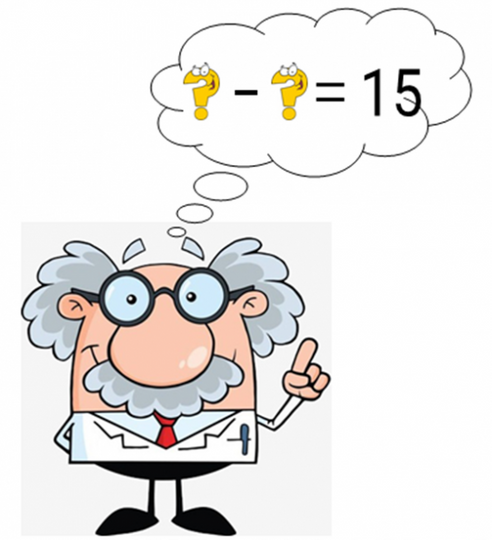 ? - ? = 15